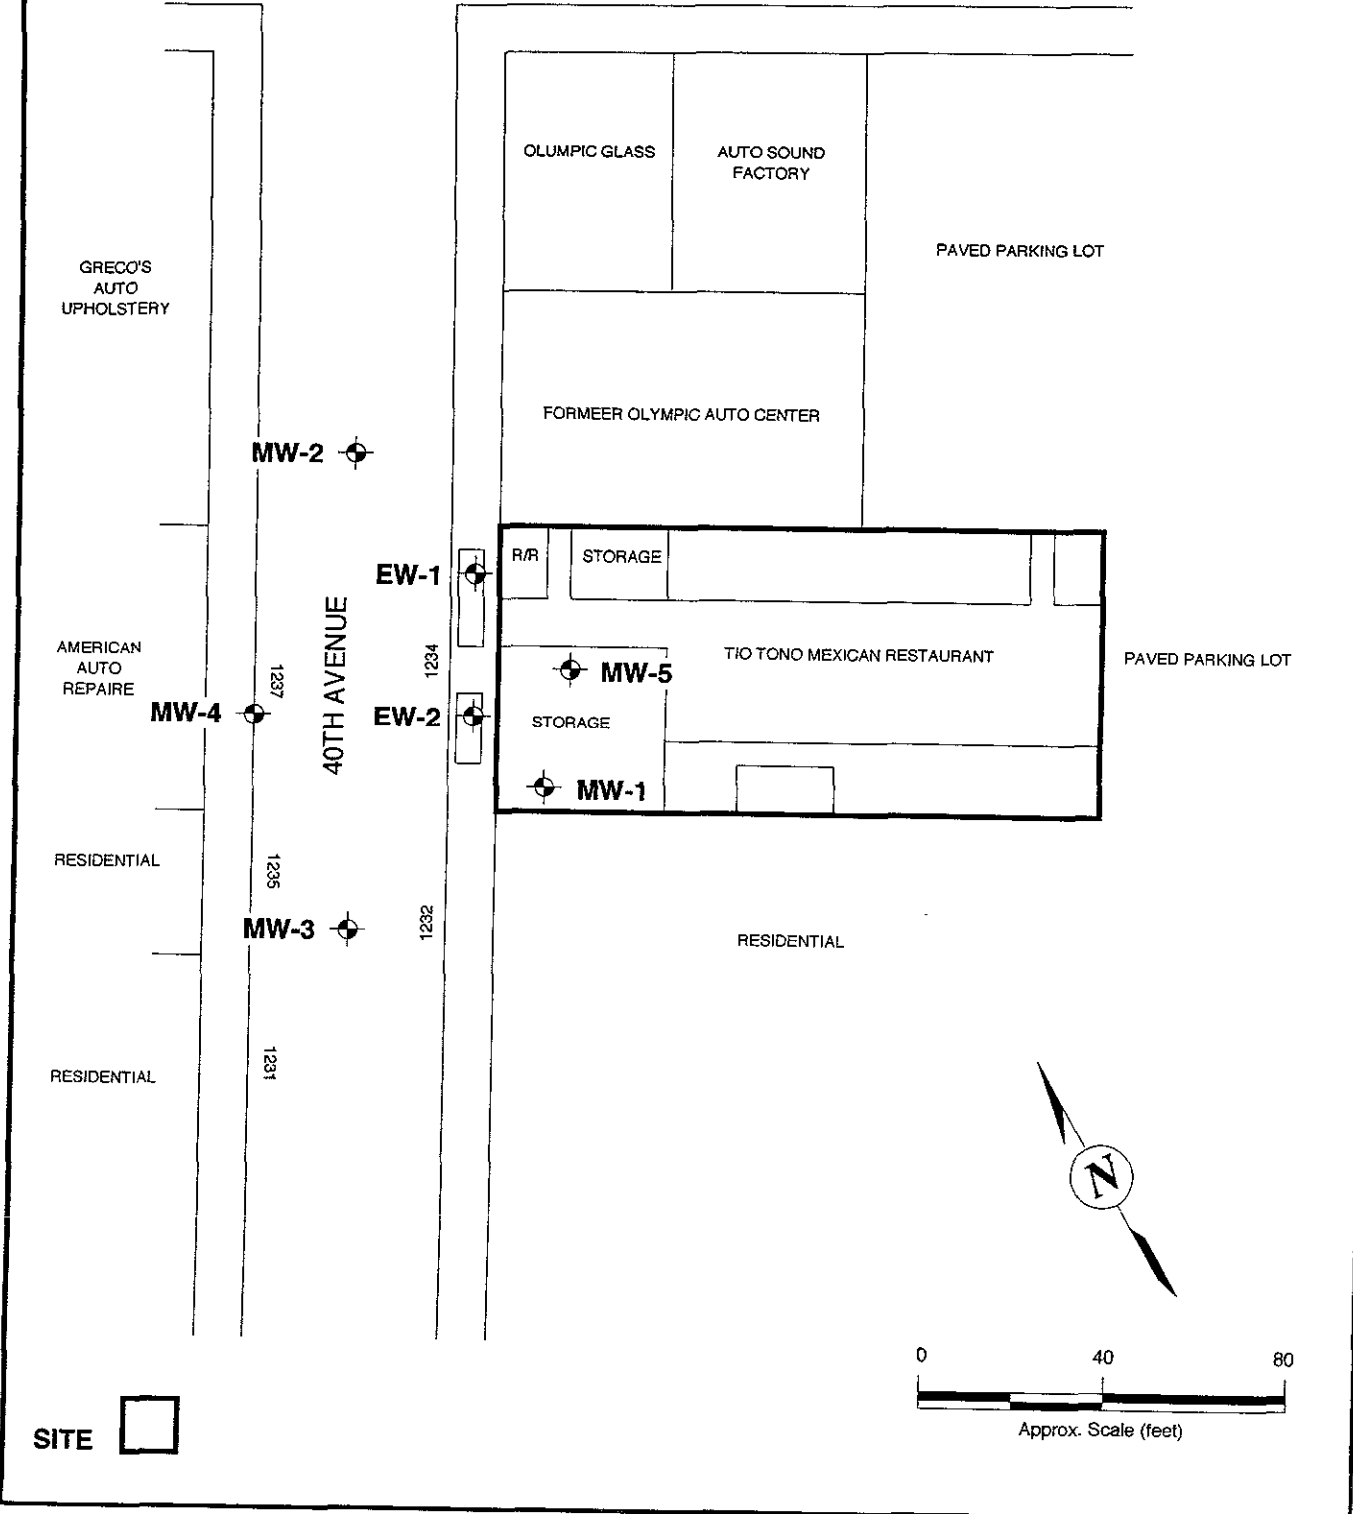 OLUMPIC GLASS
AUTO SOUND
FACTORY
PAVED PARKING LOT
GRECO'S
AUTO
UPHOLSTERY
FORMEER OLYMPIC AUTO CENTER
MW-2
R/R
STORAGE
EW-1
40TH AVENUE
1234
1237
AMERICAN
AUTO
REPAIRE
TIO TONO MEXICAN RESTAURANT
PAVED PARKING LOT
MW-5
MW-4
EW-2
STORAGE
MW-1
RESIDENTIAL
1235
MW-3
1232
RESIDENTIAL
RESIDENTIAL
1231
N
0 40 80
Approx. Scale (feet)
SITE